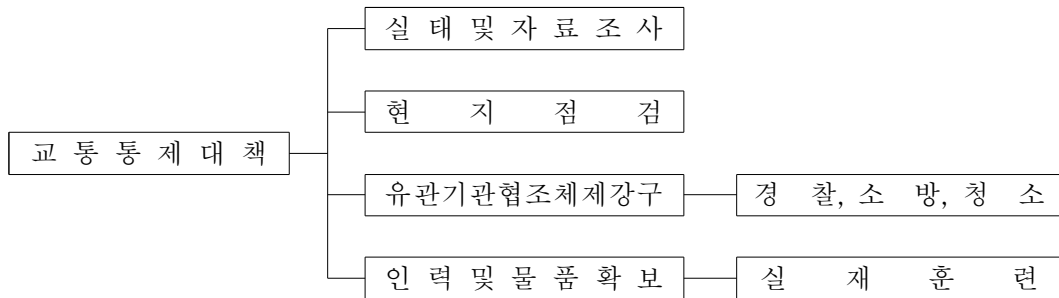 실태및자료조사
현지점검
교통통제대책
유관기관협조체제강구
경찰, 소방, 청소
인력및물품확보
실재훈련